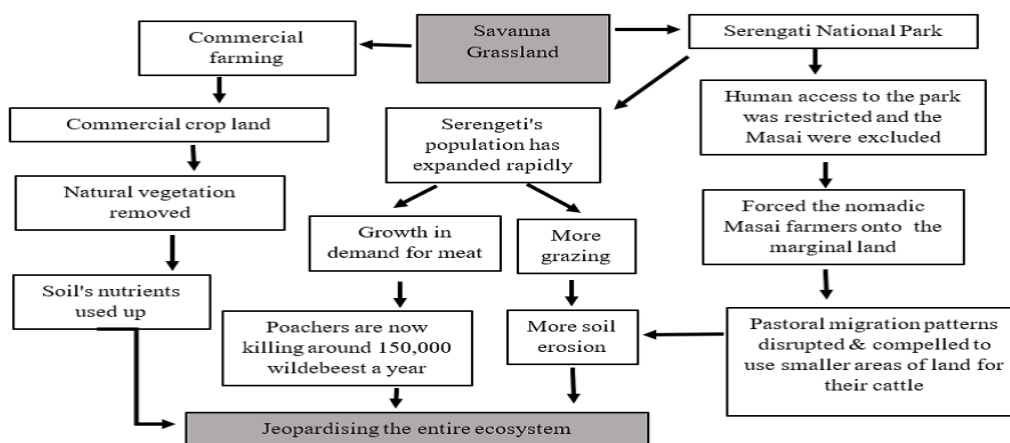 Commercial
farming
Savanna
Grassland
Serengati National Park
Commercial crop land
Serengeti's
population has
expanded rapidly
Human access to the park
was restricted and the
Masai were excluded
Natural vegetation
removed
Growth in
demand for meat
More
grazing
Forced the nomadic
Masai farmers onto the
marginal land
Soil's nutrients
used up
Poachers are now
killing around 150,000
wildebeest a year
More soil
erosion
Pastoral migration patterns
disrupted & compelled to
use smaller areas of land for
their cattle
Jeopardising the entire ecosystem